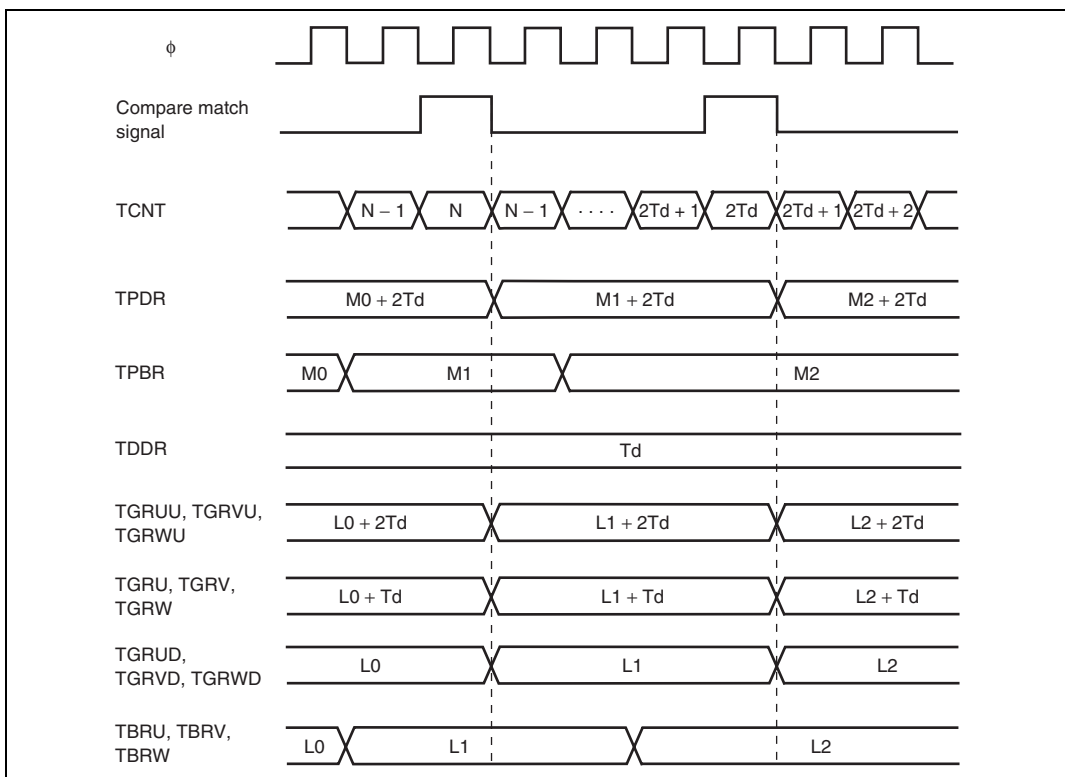 ϕ
Compare match
signal
TCNT
N – 1
N
N – 1
· · · ·
2Td + 1
2Td
2Td + 1
2Td + 2
TPDR
M0 + 2Td
M1 + 2Td
M2 + 2Td
TPBR
M0
M1
M2
TDDR
Td
TGRUU, TGRVU,
TGRWU
L0 + 2Td
L1 + 2Td
L2 + 2Td
TGRU, TGRV,
TGRW
L0 + Td
L1 + Td
L2 + Td
TGRUD,
TGRVD, TGRWD
L0
L1
L2
TBRU, TBRV,
TBRW
L0
L1
L2